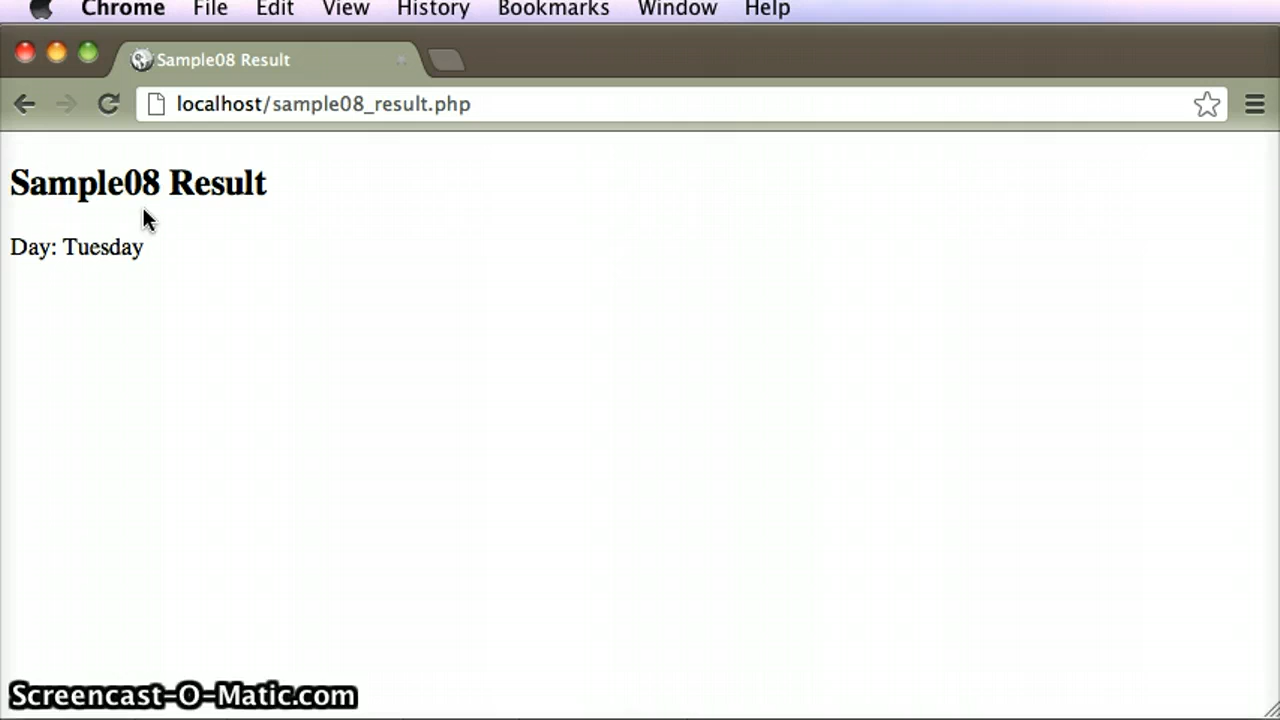 Chrome File Edit View History Bookmarks Window Help
Sample08 Result
localhost/sample08_result.php
Sample08 Result
Day: Tuesday
Screencast-O-Matic.com